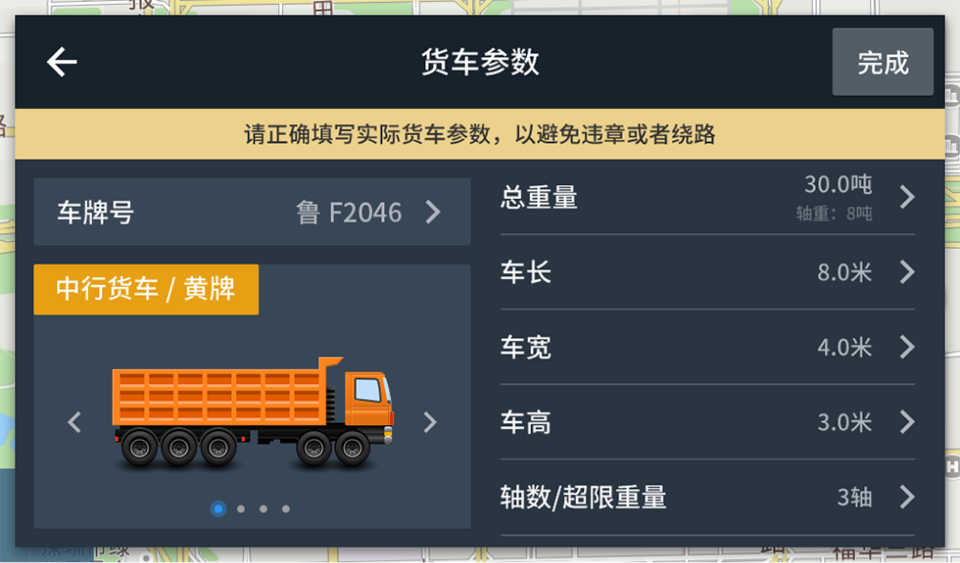 货车参数
完成
请正确填写实际货车参数，以避免违章或者绕路
车牌号
鲁 F2046
中行货车 / 黄牌
总重量
30.0吨
轴重：8吨
车长
8.0米
车宽
4.0米
车高
3.0米
轴数/超限重量
3轴